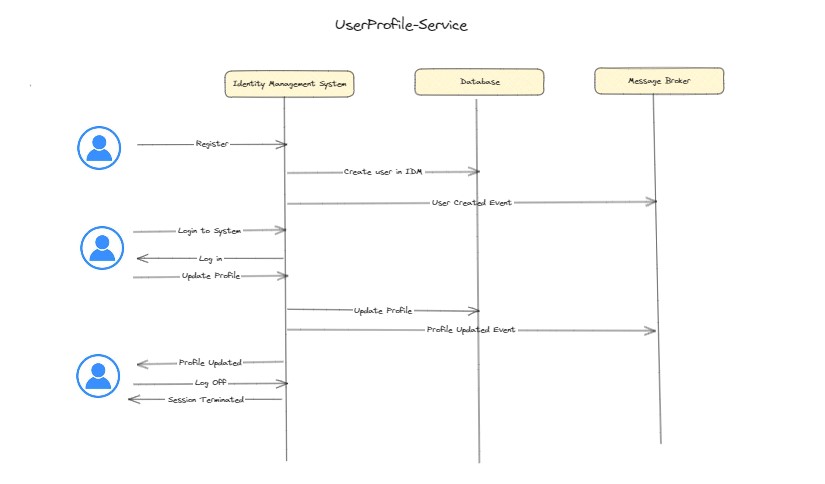 UserProfile-Service
Identity Management System
Database
Message Broker
Register
Create user in IDM
User Created Event
Login to System
Log in
Update Profile
Update Profile
Profile Updated Event
Profile Updated
Log Off
Session Terminated